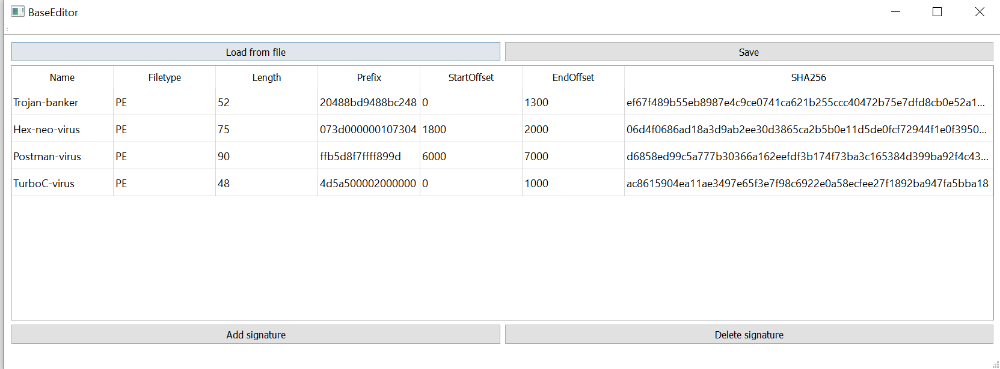 BaseEditor
Load from file Save
Name Filetype Length Prefix StartOffset EndOffset SHA256
Trojan-banker PE 52 20488bd9488bc248 0 1300 ef67f489b55eb8987e4c9ce0741ca621b255ccc40472b75e7dfd8cb0e52a1...
Hex-neo-virus PE 75 073d000000107304 1800 2000 06d4f0686ad18a3d9ab2ee30d3865ca2b5b0e11d5de0fcf72944f1e0f3950...
Postman-virus PE 90 ffb5d8f7ffff899d 6000 7000 d6858ed99c5a777b30366a162eefdf3b174f73ba3c165384d399ba92f4c43...
TurboC-virus PE 48 4d5a500002000000 0 1000 ac8615904ea11ae3497e65f3e7f98c6922e0a58ecfee27f1892ba947fa5bba18
Add signature Delete signature